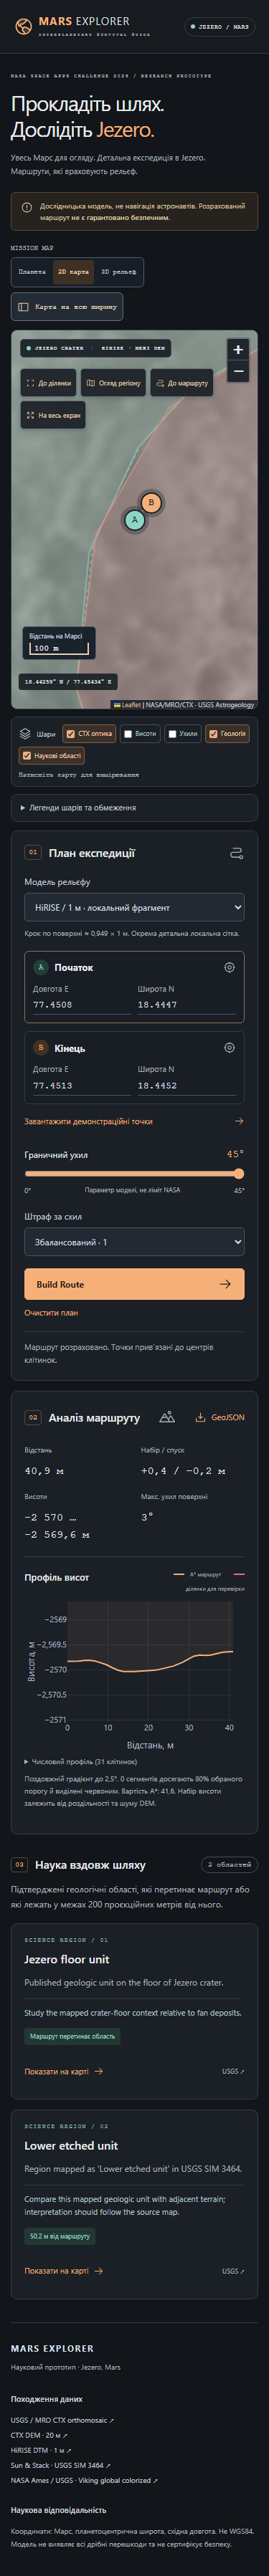 MARS EXPLORER
INTERPLANETARY SURVIVAL GUIDE
JEZERO / MARS
NASA SPACE APPS CHALLENGE 2026 / RESEARCH PROTOTYPE
Прокладіть шлях.
Дослідіть Jezero.
Увесь Марс для огляду. Детальна експедиція в Jezero.
Маршрути, які враховують рельєф.
Дослідницька модель, не навігація астронавтів. Розрахований
маршрут не є гарантовано безпечним.
MISSION MAP
Планета 2D карта 3D рельєф
Карта на всю ширину
JEZERO CRATER / HIRISE · MEXI DEM
+
До ділянки Огляд регіону До маршруту
−
На весь екран
B
A
Відстань на Марсі
100 m
18.44259° N / 77.45434° E
Leaflet | NASA/MRO/CTX · USGS Astrogeology
Шари CTX оптика Висоти Ухили Геологія
Наукові області
Натисніть карту для вимірювання
▶ Легенди шарів та обмеження
01 План експедиції
Модель рельєфу
HiRISE / 1 м · локальний фрагмент
Крок по поверхні ≈ 0,949 × 1 м. Окрема детальна локальна сітка.
A Початок
Довгота E Широта N
77.4508 18.4447
B Кінець
Довгота E Широта N
77.4513 18.4452
Завантажити демонстраційні точки →
Граничний ухил 45°
0° Параметр моделі, не ліміт NASA 45°
Штраф за схил
Збалансований · 1
Build Route →
Очистити план
Маршрут розраховано. Точки прив'язані до центрів
клітинок.
02 Аналіз маршруту GeoJSON
Відстань Набір / спуск
40,9 м +0,4 / −0,2 м
Висоти Макс. ухил поверхні
−2 570 … 3°
−2 569,6 м
Профіль висот A* маршрут
ділянки для перевірки
Висота, м
−2569
−2,569.5
−2570
−2,570.5
−2571
0 10 20 30 40
Відстань, м
▶ Числовий профіль (31 клітинок)
Поздовжній градієнт до 2,5°. 0 сегментів досягають 80% обраного
порогу й виділені червоним. Вартість A*: 41,6. Набір висоти
залежить від роздільності та шуму DEM.
03 Наука вздовж шляху 2 областей
Підтверджені геологічні області, які перетинає маршрут або
які лежать у межах 200 проєкційних метрів від нього.
SCIENCE REGION / 01
Jezero floor unit
Published geologic unit on the floor of Jezero crater.
Study the mapped crater-floor context relative to fan deposits.
Маршрут перетинає область
Показати на карті → USGS ↗
SCIENCE REGION / 02
Lower etched unit
Region mapped as 'Lower etched unit' in USGS SIM 3464.
Compare this mapped geologic unit with adjacent terrain;
interpretation should follow the source map.
50,2 м від маршруту
Показати на карті → USGS ↗
MARS EXPLORER
Науковий прототип · Jezero, Mars
Походження даних
USGS / MRO CTX orthomosaic ↗
CTX DEM · 20 м ↗
HiRISE DTM · 1 м ↗
Sun & Stack · USGS SIM 3464 ↗
NASA Ames / USGS · Viking global colorized ↗
Наукова відповідальність
Координати: Марс, планетоцентрична широта, східна довгота. Не WGS84.
Модель не виявляє всі дрібні перешкоди та не сертифікує безпеку.